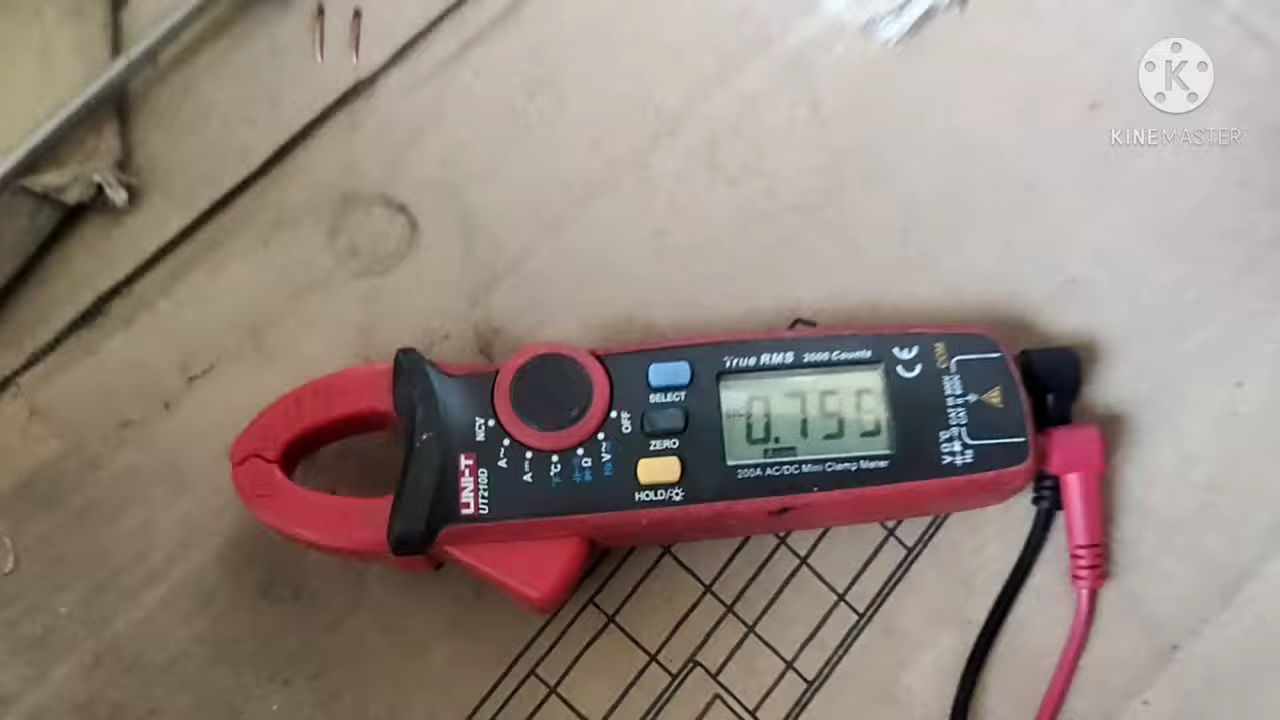 KINEMASTER
True RMS 2000 Counts
CE
COM
SELECT
ZERO
HOLD/
0.755
200A AC/DC Mini Clamp Meter
OFF
V~
Ω
°C
A
A~
NCV
UNI-T
UT210D